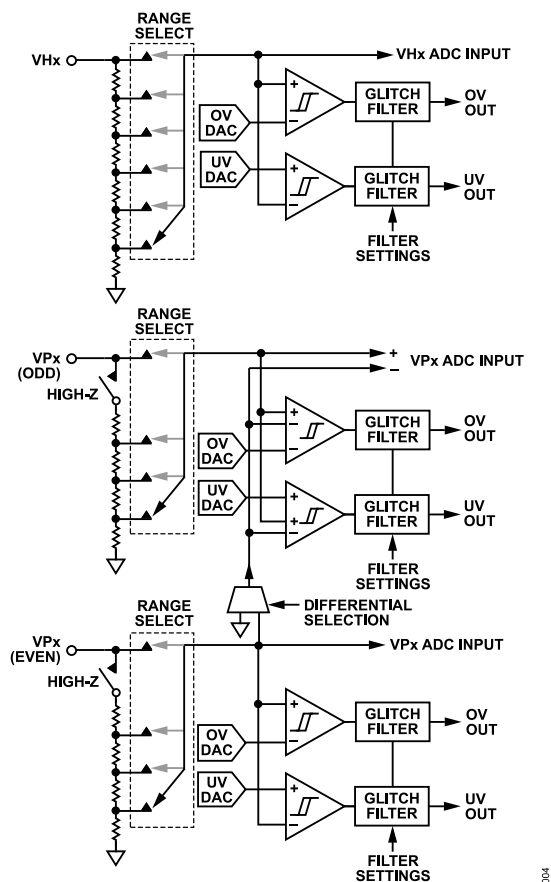 RANGE
SELECT
VHx
VHx ADC INPUT
+
−
OV
DAC
GLITCH
FILTER
OV
OUT
UV
DAC
+
−
GLITCH
FILTER
UV
OUT
FILTER
SETTINGS
RANGE
SELECT
VPx
(ODD)
HIGH-Z
+
−
VPx ADC INPUT
+
−
−
OV
DAC
GLITCH
FILTER
OV
OUT
UV
DAC
+
+
−
GLITCH
FILTER
UV
OUT
FILTER
SETTINGS
DIFFERENTIAL
SELECTION
RANGE
SELECT
VPx
(EVEN)
HIGH-Z
VPx ADC INPUT
+
−
OV
DAC
GLITCH
FILTER
OV
OUT
UV
DAC
+
−
GLITCH
FILTER
UV
OUT
FILTER
SETTINGS
004